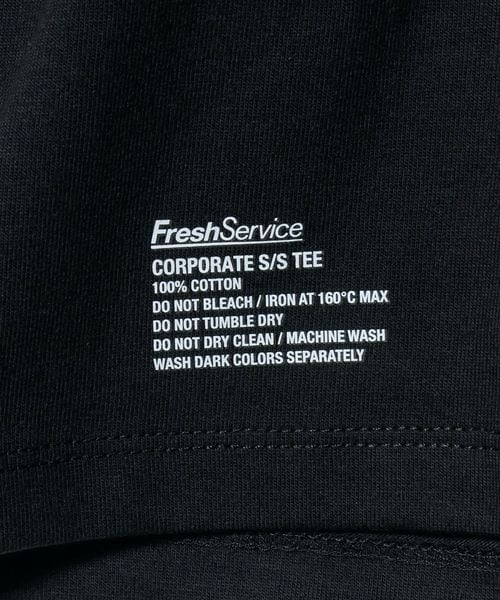 FreshService
CORPORATE S/S TEE
100% COTTON
DO NOT BLEACH / IRON AT 160°C MAX
DO NOT TUMBLE DRY
DO NOT DRY CLEAN / MACHINE WASH
WASH DARK COLORS SEPARATELY